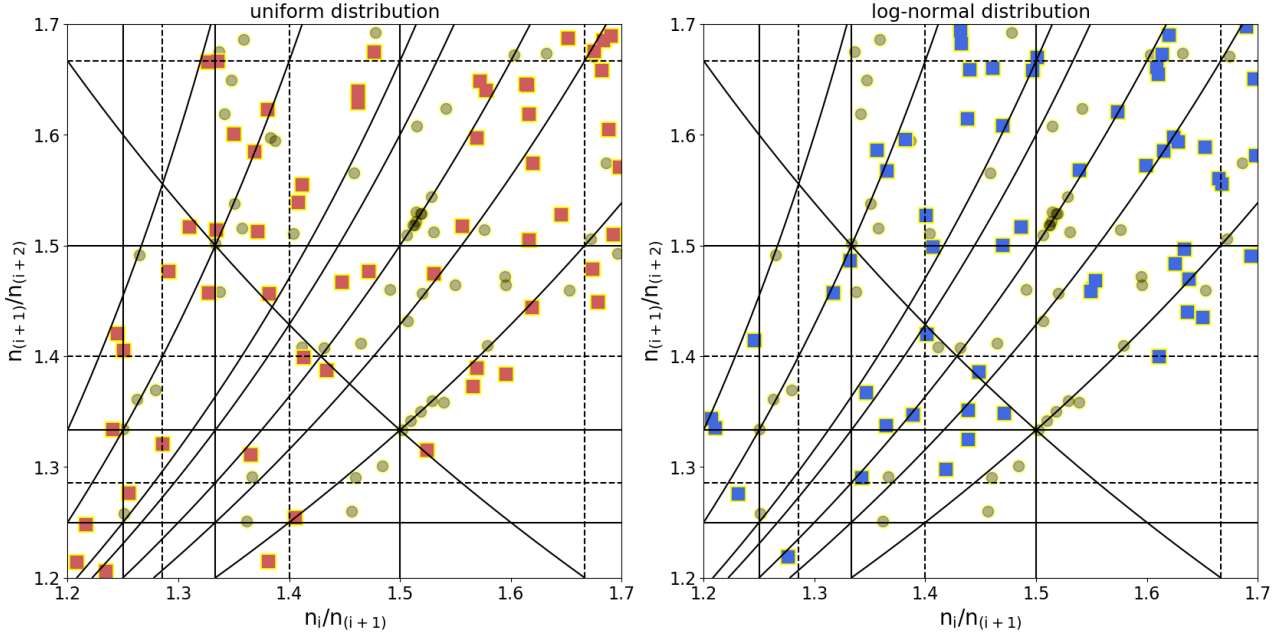 uniform distribution
1.7
1.6
1.5
1.4
1.3
1.2
n(i+1)/n(i+2)
1.2 1.3 1.4 1.5 1.6 1.7
ni/n(i+1)
log-normal distribution
1.7
1.6
1.5
1.4
1.3
1.2
n(i+1)/n(i+2)
1.2 1.3 1.4 1.5 1.6 1.7
ni/n(i+1)